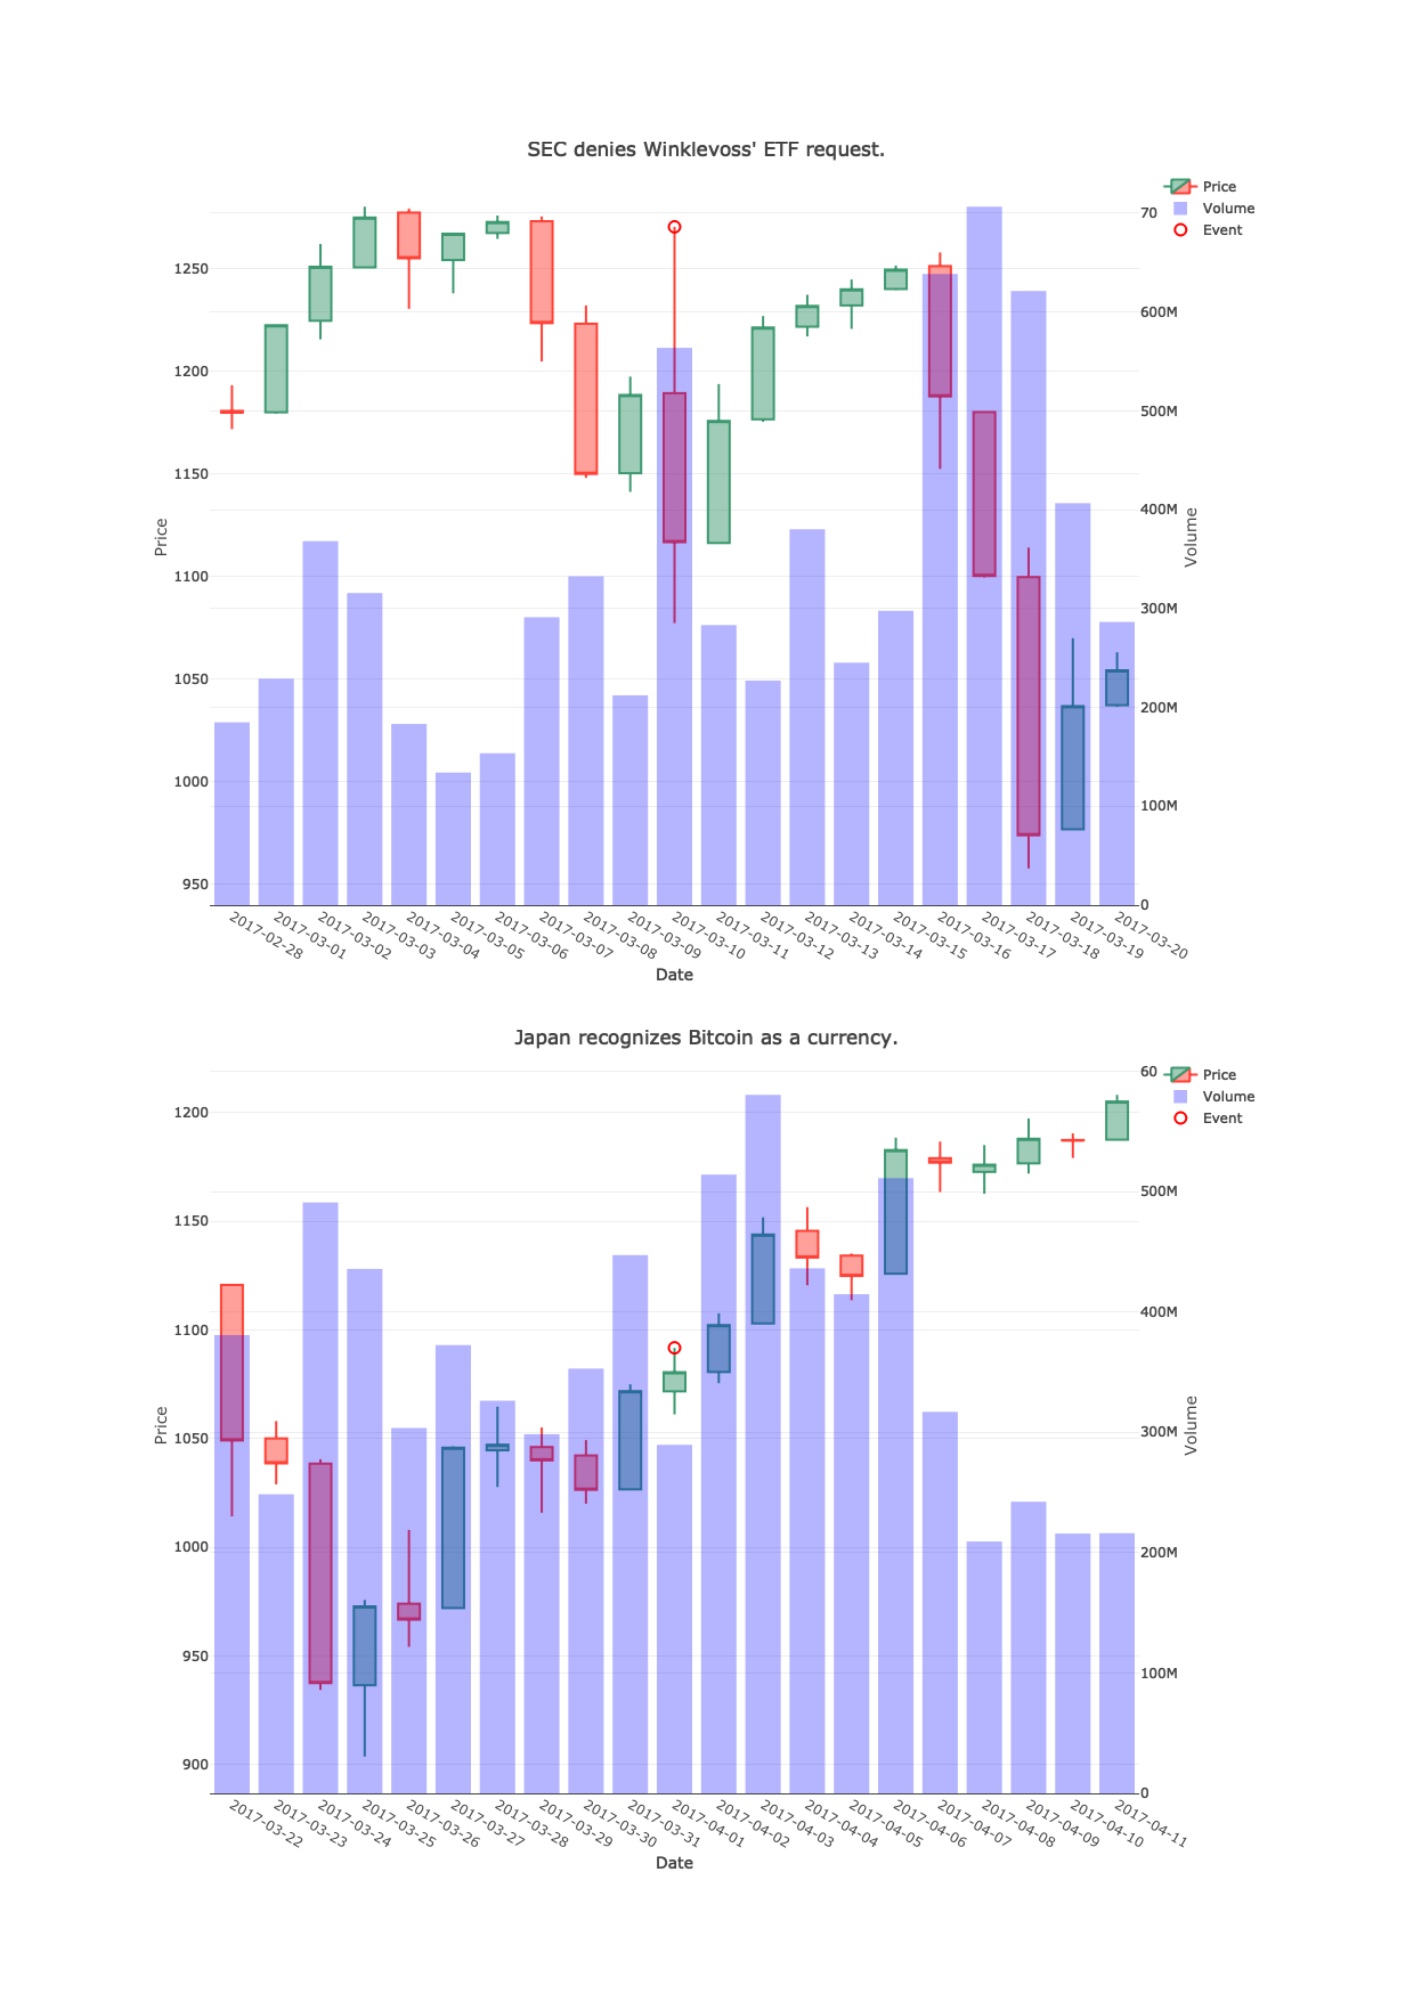 SEC denies Winklevoss' ETF request.
Price
Volume
Event
70
1250
600M
1200
500M
1150
400M
Price
Volume
1100
300M
1050
200M
1000
100M
950
0
2017-02-28
2017-03-01
2017-03-02
2017-03-03
2017-03-04
2017-03-05
2017-03-06
2017-03-07
2017-03-08
2017-03-09
2017-03-10
2017-03-11
2017-03-12
2017-03-13
2017-03-14
2017-03-15
2017-03-16
2017-03-17
2017-03-18
2017-03-19
2017-03-20
Date
Japan recognizes Bitcoin as a currency.
60
Price
Volume
Event
1200
500M
1150
400M
1100
Price
Volume
1050
300M
1000
200M
950
100M
900
0
2017-03-22
2017-03-23
2017-03-24
2017-03-25
2017-03-26
2017-03-27
2017-03-28
2017-03-29
2017-03-30
2017-03-31
2017-04-01
2017-04-02
2017-04-03
2017-04-04
2017-04-05
2017-04-06
2017-04-07
2017-04-08
2017-04-09
2017-04-10
2017-04-11
Date